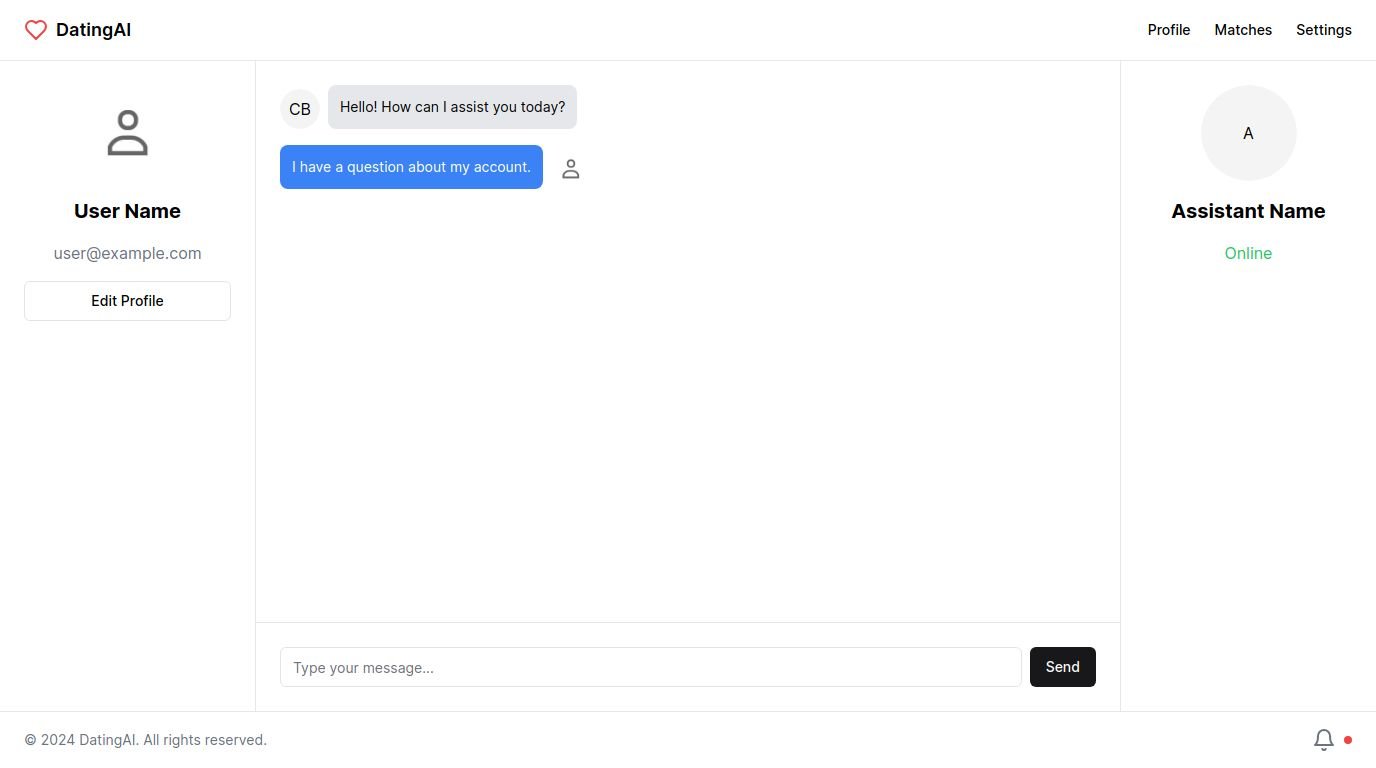 DatingAI
Profile Matches Settings
User Name
user@example.com
Edit Profile
CB
Hello! How can I assist you today?
I have a question about my account.
Type your message...
Send
A
Assistant Name
Online
© 2024 DatingAI. All rights reserved.